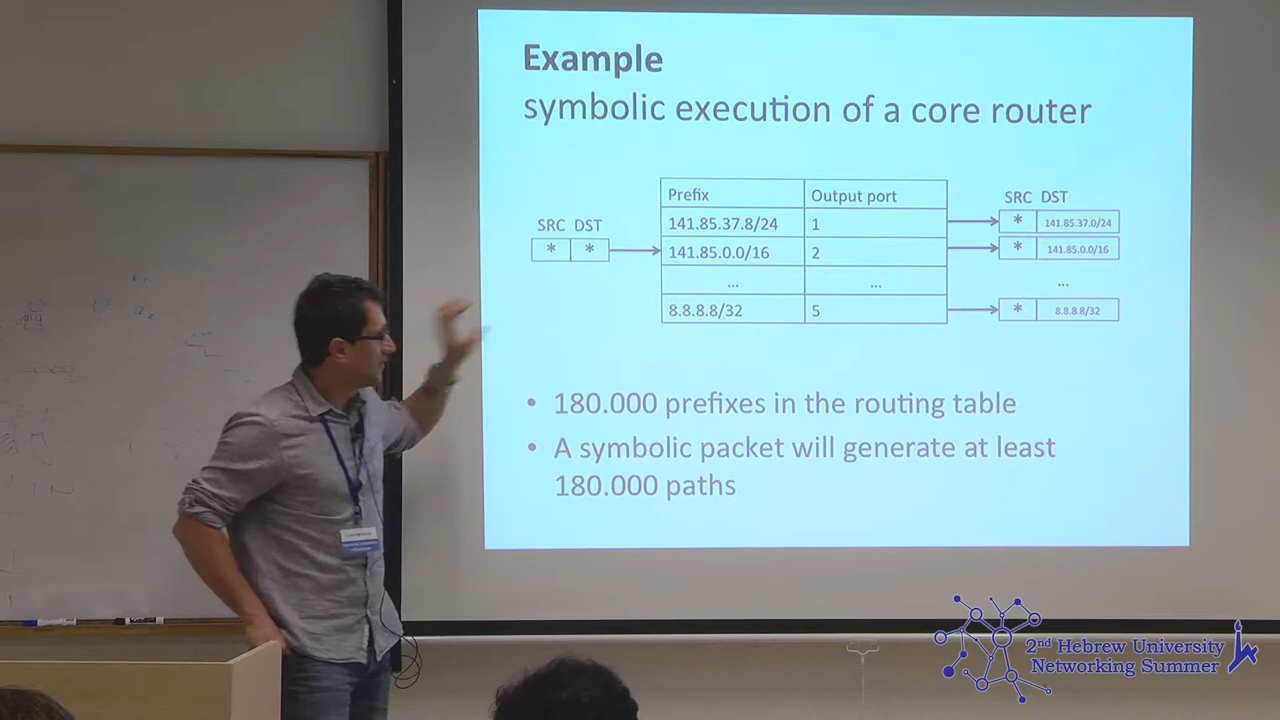 Example
symbolic execution of a core router
SRC DST
* *
Prefix Output port
141.85.37.8/24 1
141.85.0.0/16 2
... ...
8.8.8.8/32 5
SRC DST
* 141.85.37.0/24
* 141.85.0.0/16
...
* 8.8.8.8/32
• 180.000 prefixes in the routing table
• A symbolic packet will generate at least
180.000 paths
2nd Hebrew University
Networking Summer